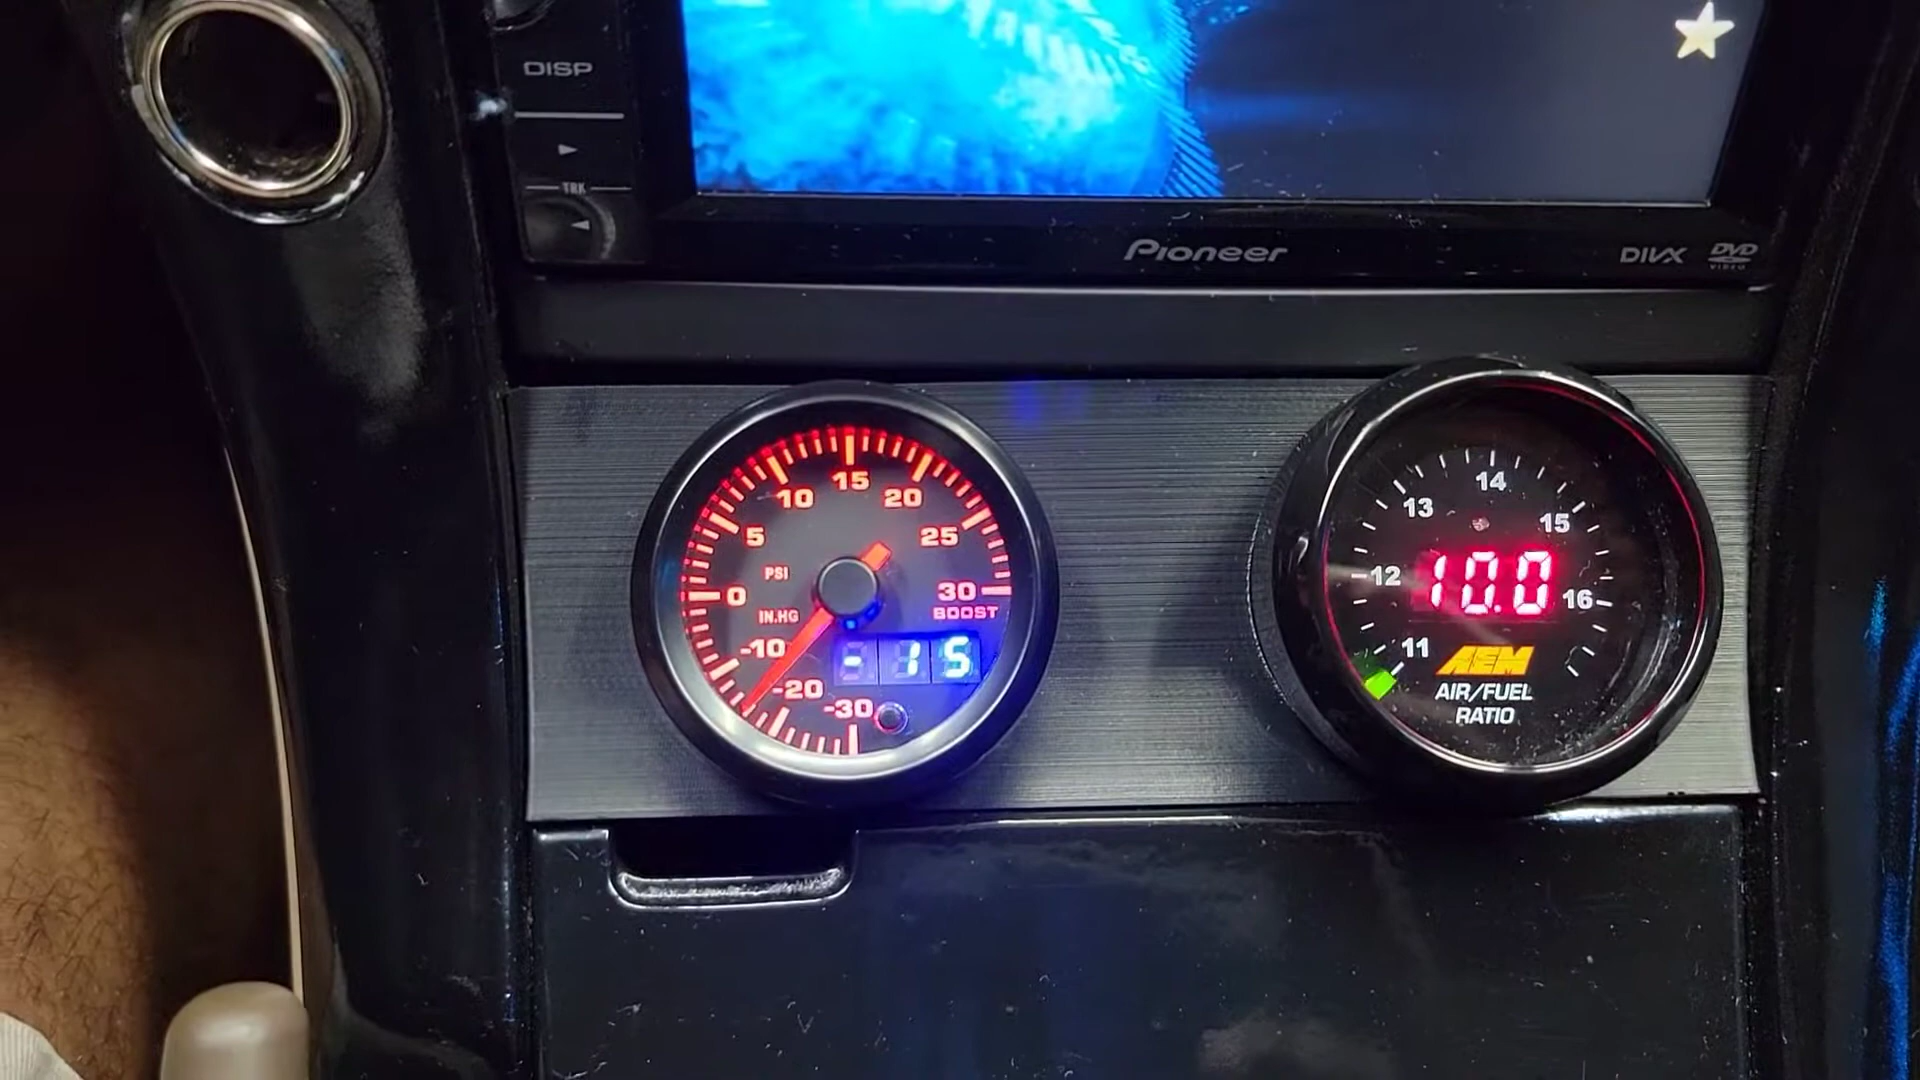 DISP
TRK
Pioneer
DIVX
DVD
VIDEO
15
10
20
5
25
PSI
0
30
IN.HG
BOOST
-10
-15
-20
-30
14
13
15
12
10.0
16
11
AEM
AIR/FUEL
RATIO